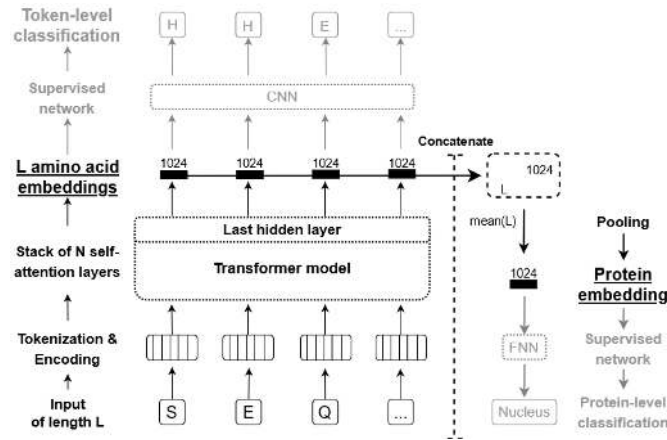 Token-level
classification
H H E ...
Supervised
network
CNN
Concatenate
L amino acid
embeddings
1024 1024 1024 1024
1024
L
Last hidden layer
mean(L)
Pooling
Stack of N self-
attention layers
Transformer model
1024
Protein
embedding
Tokenization &
Encoding
FNN
Supervised
network
Input
of length L
S E Q ...
Nucleus
Protein-level
classification